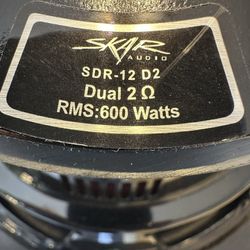 SKAR
AUDIO
SDR-12 D2
Dual 2 Ω
RMS:600 Watts